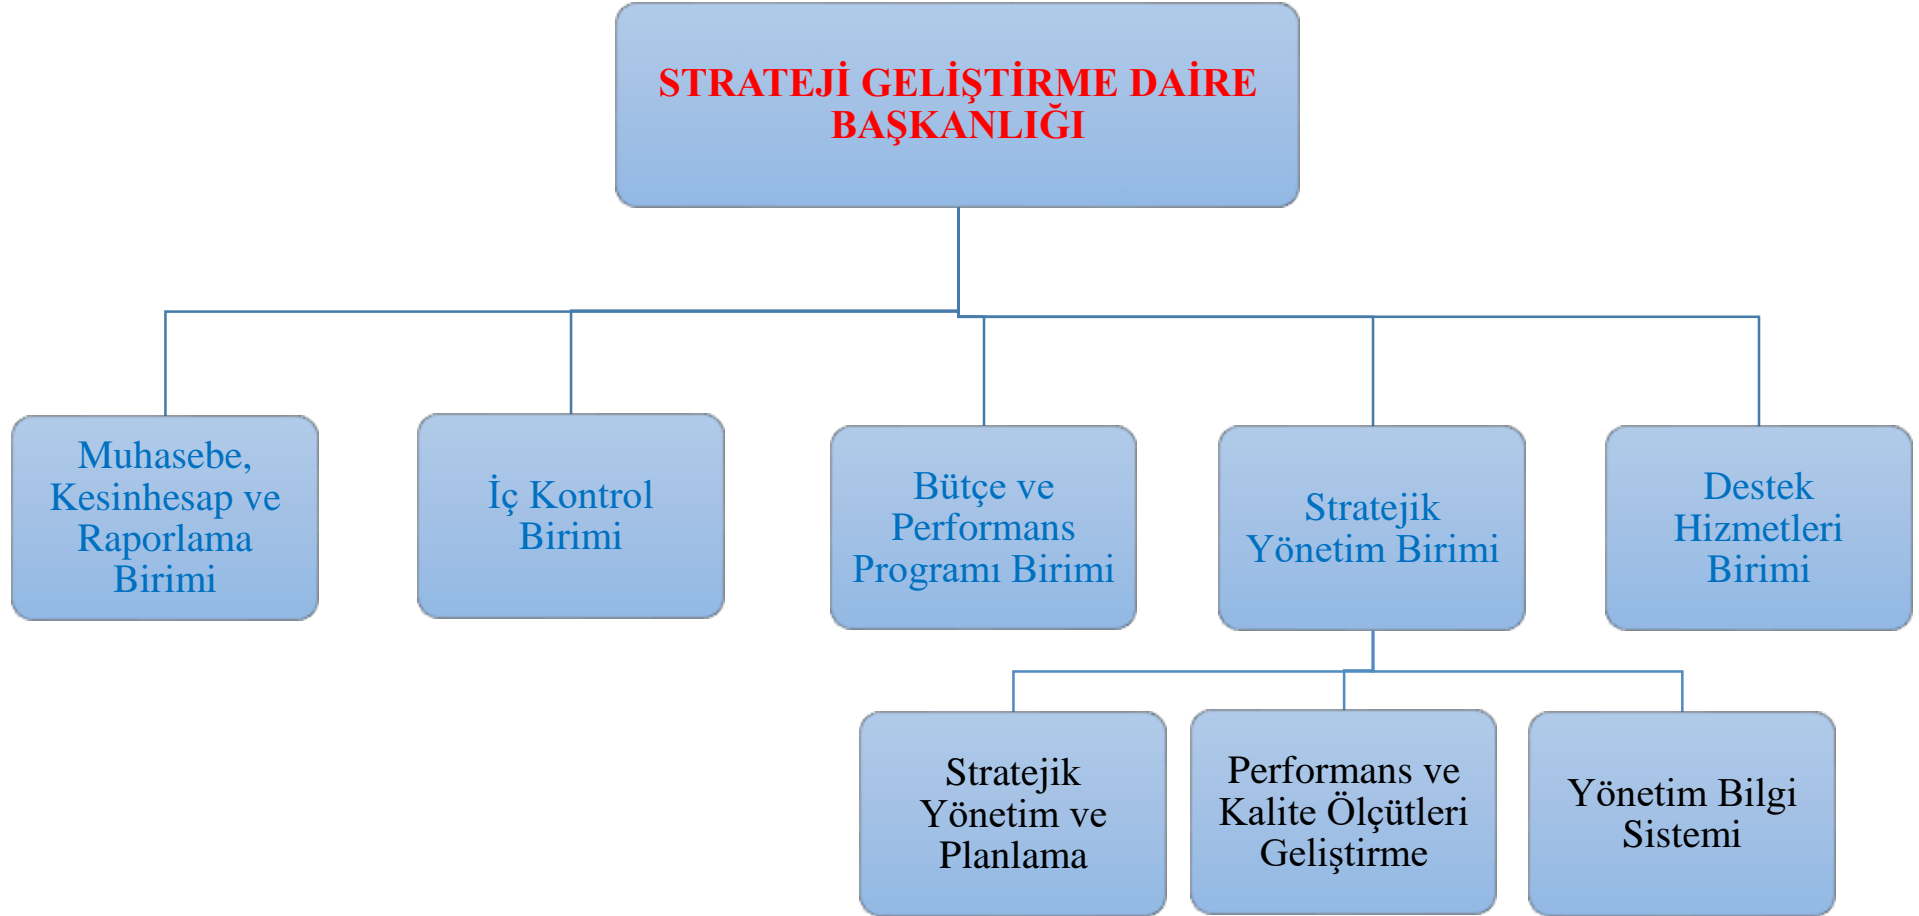 STRATEJİ GELİŞTİRME DAİRE
BAŞKANLIĞI
Muhasebe,
Kesinhesap ve
Raporlama
Birimi
İç Kontrol
Birimi
Bütçe ve
Performans
Programı Birimi
Stratejik
Yönetim Birimi
Destek
Hizmetleri
Birimi
Stratejik
Yönetim ve
Planlama
Performans ve
Kalite Ölçütleri
Geliştirme
Yönetim Bilgi
Sistemi